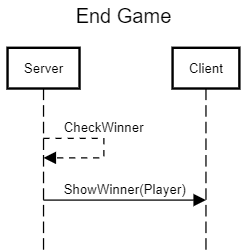 End Game
Server
Client
CheckWinner
ShowWinner(Player)